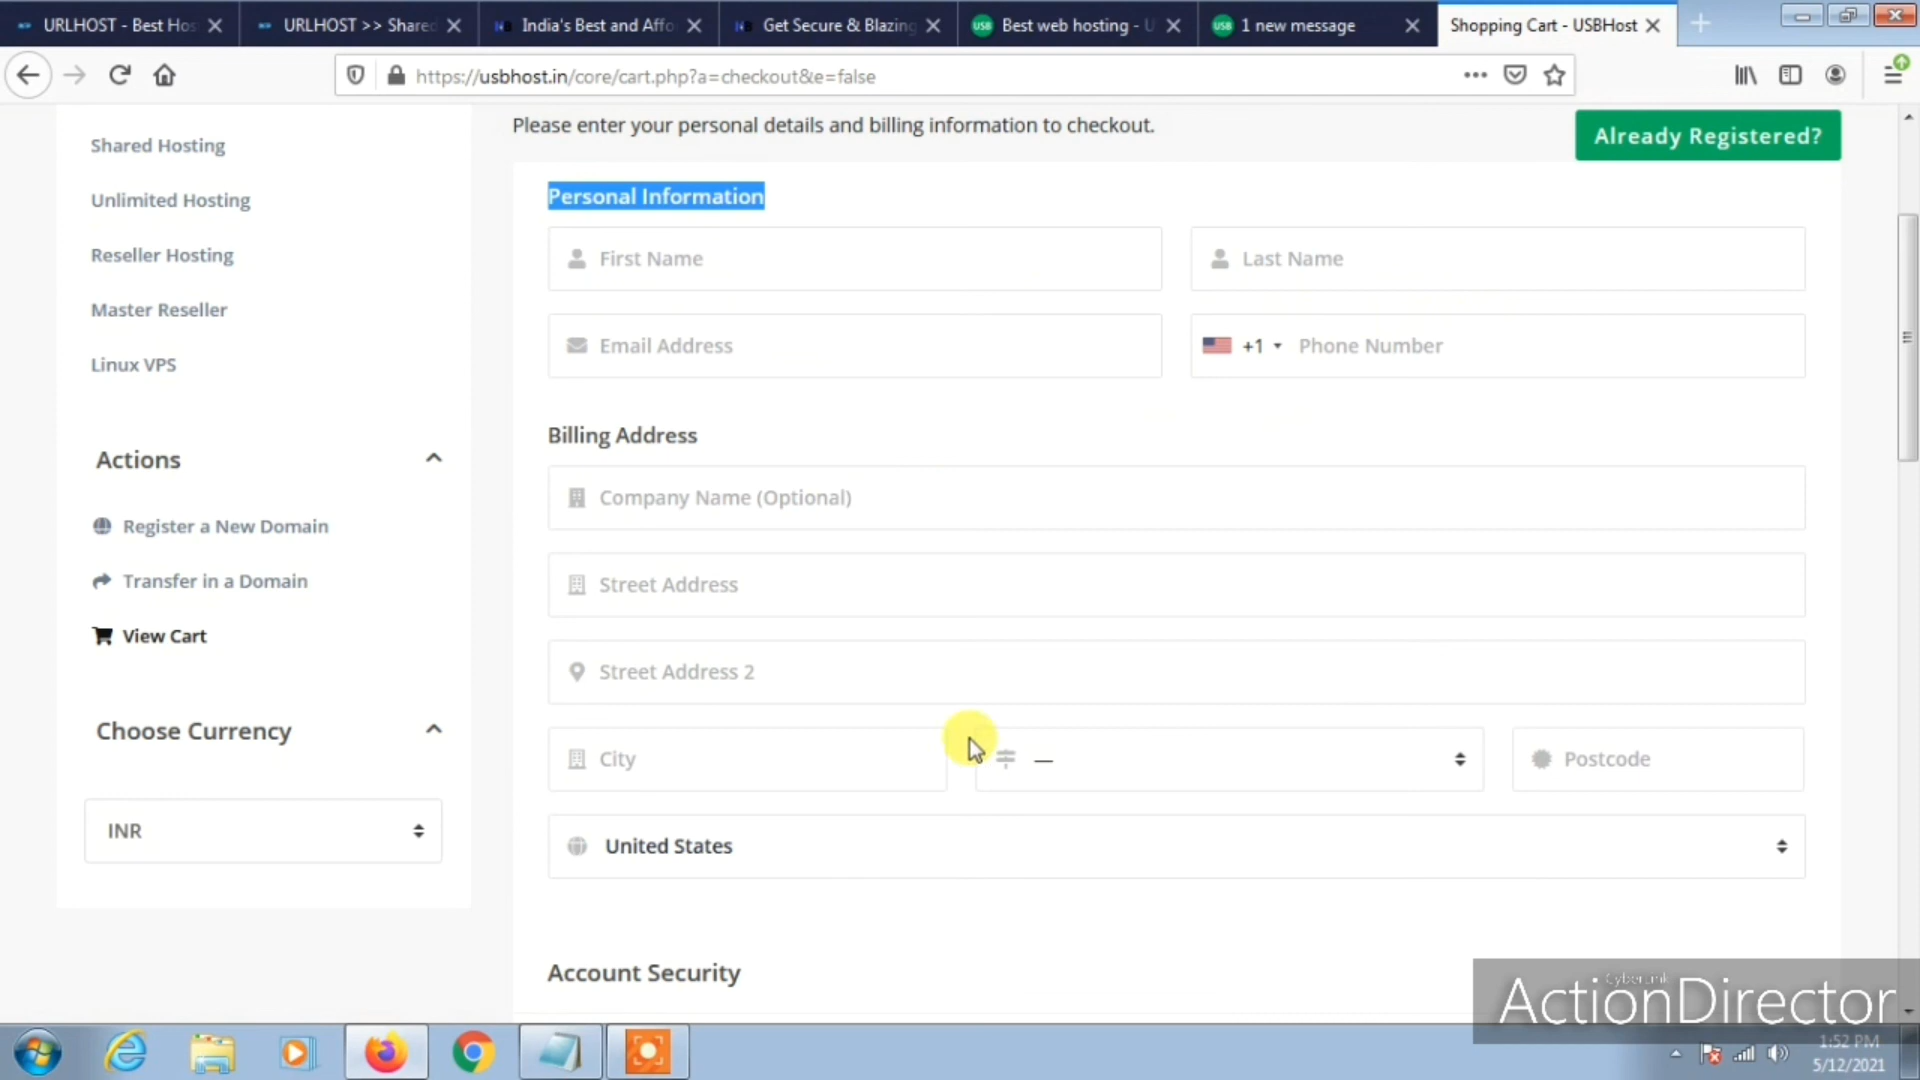 URLHOST - Best Hos
URLHOST >> Shared
India's Best and Affo
Get Secure & Blazing
USB Best web hosting - U
USB 1 new message
Shopping Cart - USBHost
https://usbhost.in/core/cart.php?a=checkout&e=false
Please enter your personal details and billing information to checkout.
Already Registered?
Shared Hosting
Unlimited Hosting
Reseller Hosting
Master Reseller
Linux VPS
Actions
Register a New Domain
Transfer in a Domain
View Cart
Choose Currency
INR
Personal Information
First Name
Last Name
Email Address
+1 Phone Number
Billing Address
Company Name (Optional)
Street Address
Street Address 2
City
—
Postcode
United States
Account Security
CyberLink
ActionDirector
1:52 PM
5/12/2021